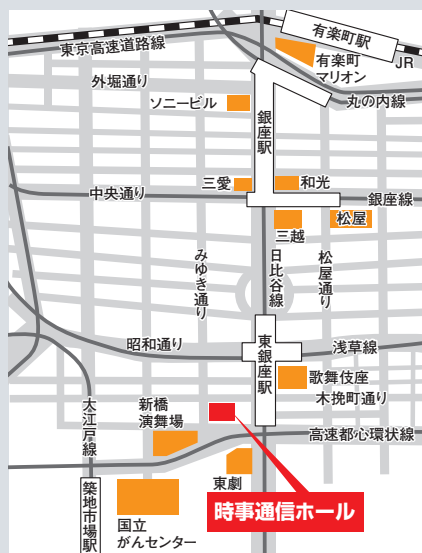 有楽町駅
東京高速道路線
有楽町
マリオン
JR
外堀通り
丸の内線
ソニービル
銀座駅
三愛
和光
中央通り
銀座線
三越
松屋
みゆき通り
日比谷線
松屋通り
昭和通り
東銀座駅
浅草線
歌舞伎座
木挽町通り
大江戸線
新橋
演舞場
高速都心環状線
東劇
時事通信ホール
築地市場駅
国立
がんセンター